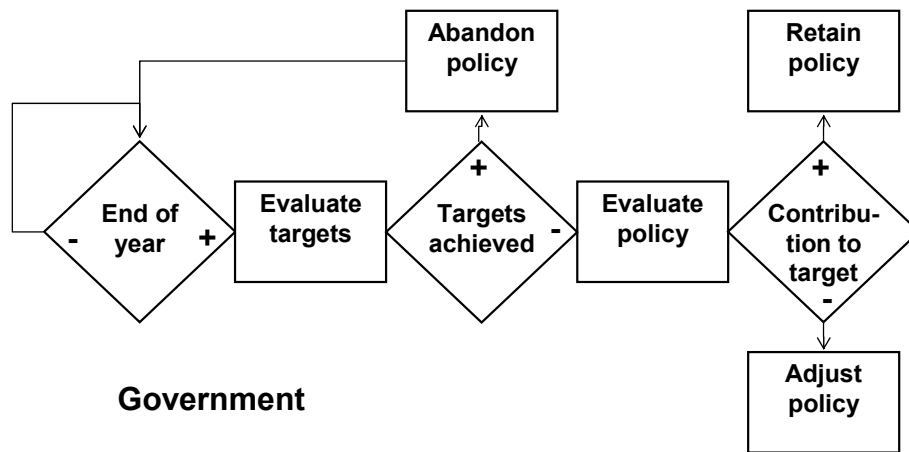 Abandon
policy
Retain
policy
-
End of
year
+
Evaluate
targets
+
Targets
achieved
-
Evaluate
policy
+
Contribu-
tion to
target
-
Adjust
policy
Government